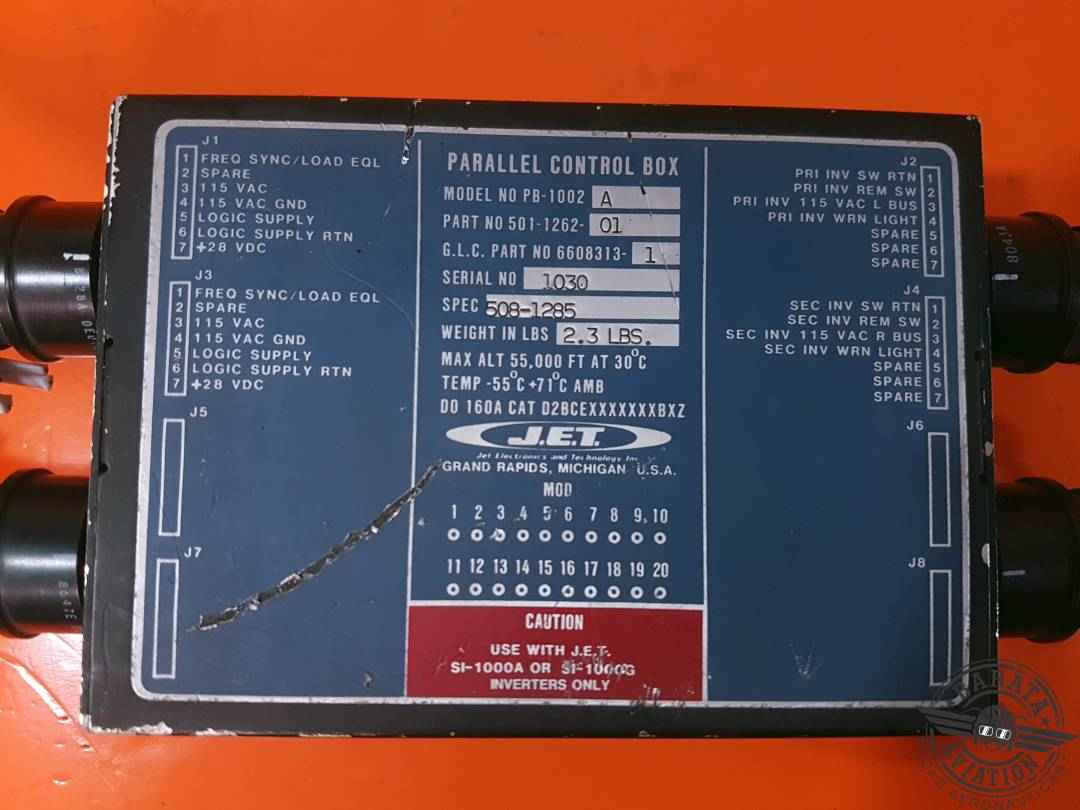 J1
1 FREQ SYNC/LOAD EQL
2 SPARE
3 115 VAC
4 115 VAC GND
5 LOGIC SUPPLY
6 LOGIC SUPPLY RTN
7 +28 VDC
J3
1 FREQ SYNC/LOAD EQL
2 SPARE
3 115 VAC
4 115 VAC GND
5 LOGIC SUPPLY
6 LOGIC SUPPLY RTN
7 +28 VDC
J5
J7
PARALLEL CONTROL BOX
MODEL NO PB-1002 A
PART NO 501-1262- 01
G.L.C. PART NO 6608313- 1
SERIAL NO 1030
SPEC 508-1285
WEIGHT IN LBS 2.3 LBS.
MAX ALT 55,000 FT AT 30°C
TEMP -55°C +71°C AMB
DO 160A CAT D2BCEXXXXXXXBXZ
J.E.T.
Jet Electronics and Technology Inc.
GRAND RAPIDS, MICHIGAN U.S.A.
MOD
1 2 3 4 5 6 7 8 9 10
11 12 13 14 15 16 17 18 19 20
CAUTION
USE WITH J.E.T.
SI-1000A OR SI-1000G
INVERTERS ONLY
J2
PRI INV SW RTN 1
PRI INV REM SW 2
PRI INV 115 VAC L BUS 3
PRI INV WRN LIGHT 4
SPARE 5
SPARE 6
SPARE 7
J4
SEC INV SW RTN 1
SEC INV REM SW 2
SEC INV 115 VAC R BUS 3
SEC INV WRN LIGHT 4
SPARE 5
SPARE 6
SPARE 7
J6
J8
AVIATION